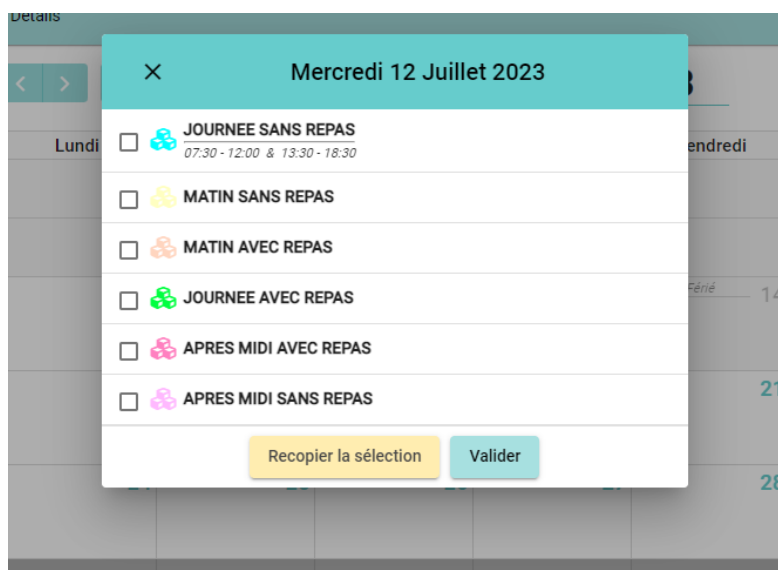 Détails
Mercredi 12 Juillet 2023
Lundi
endredi
JOURNEE SANS REPAS
07:30 - 12:00 & 13:30 - 18:30
MATIN SANS REPAS
MATIN AVEC REPAS
JOURNEE AVEC REPAS
Férié
14
APRES MIDI AVEC REPAS
APRES MIDI SANS REPAS
21
Recopier la sélection
Valider
28